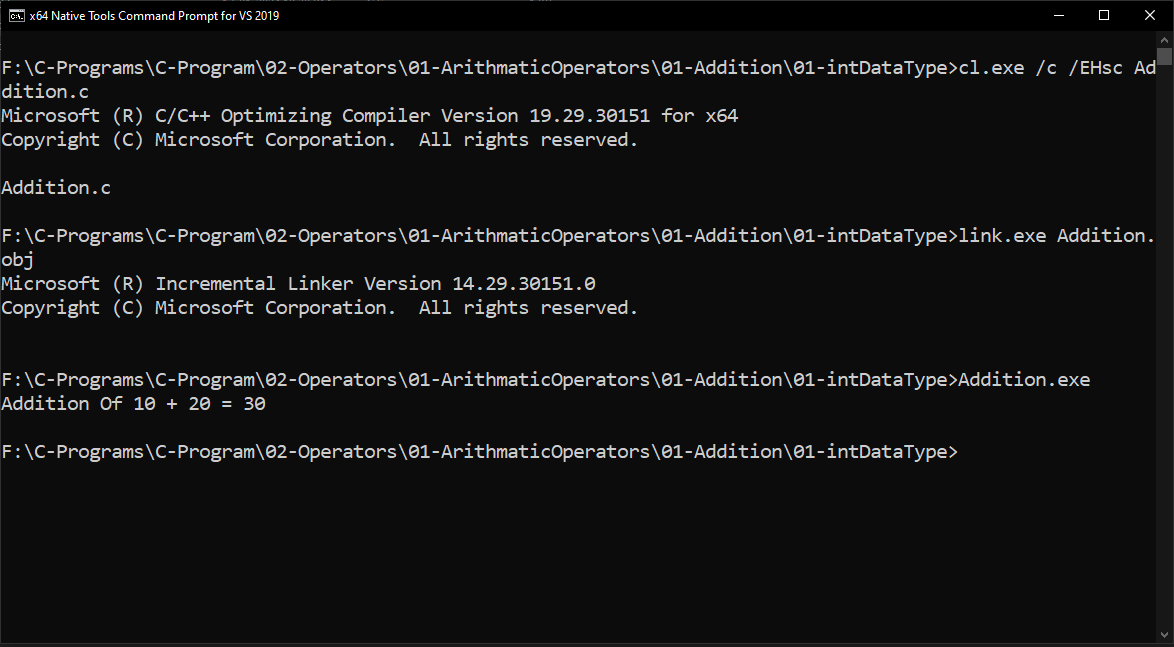 x64 Native Tools Command Prompt for VS 2019
F:\C-Programs\C-Program\02-Operators\01-ArithmaticOperators\01-Addition\01-intDataType>cl.exe /c /EHsc Ad
dition.c
Microsoft (R) C/C++ Optimizing Compiler Version 19.29.30151 for x64
Copyright (C) Microsoft Corporation.  All rights reserved.
Addition.c
F:\C-Programs\C-Program\02-Operators\01-ArithmaticOperators\01-Addition\01-intDataType>link.exe Addition.
obj
Microsoft (R) Incremental Linker Version 14.29.30151.0
Copyright (C) Microsoft Corporation.  All rights reserved.
F:\C-Programs\C-Program\02-Operators\01-ArithmaticOperators\01-Addition\01-intDataType>Addition.exe
Addition Of 10 + 20 = 30
F:\C-Programs\C-Program\02-Operators\01-ArithmaticOperators\01-Addition\01-intDataType>